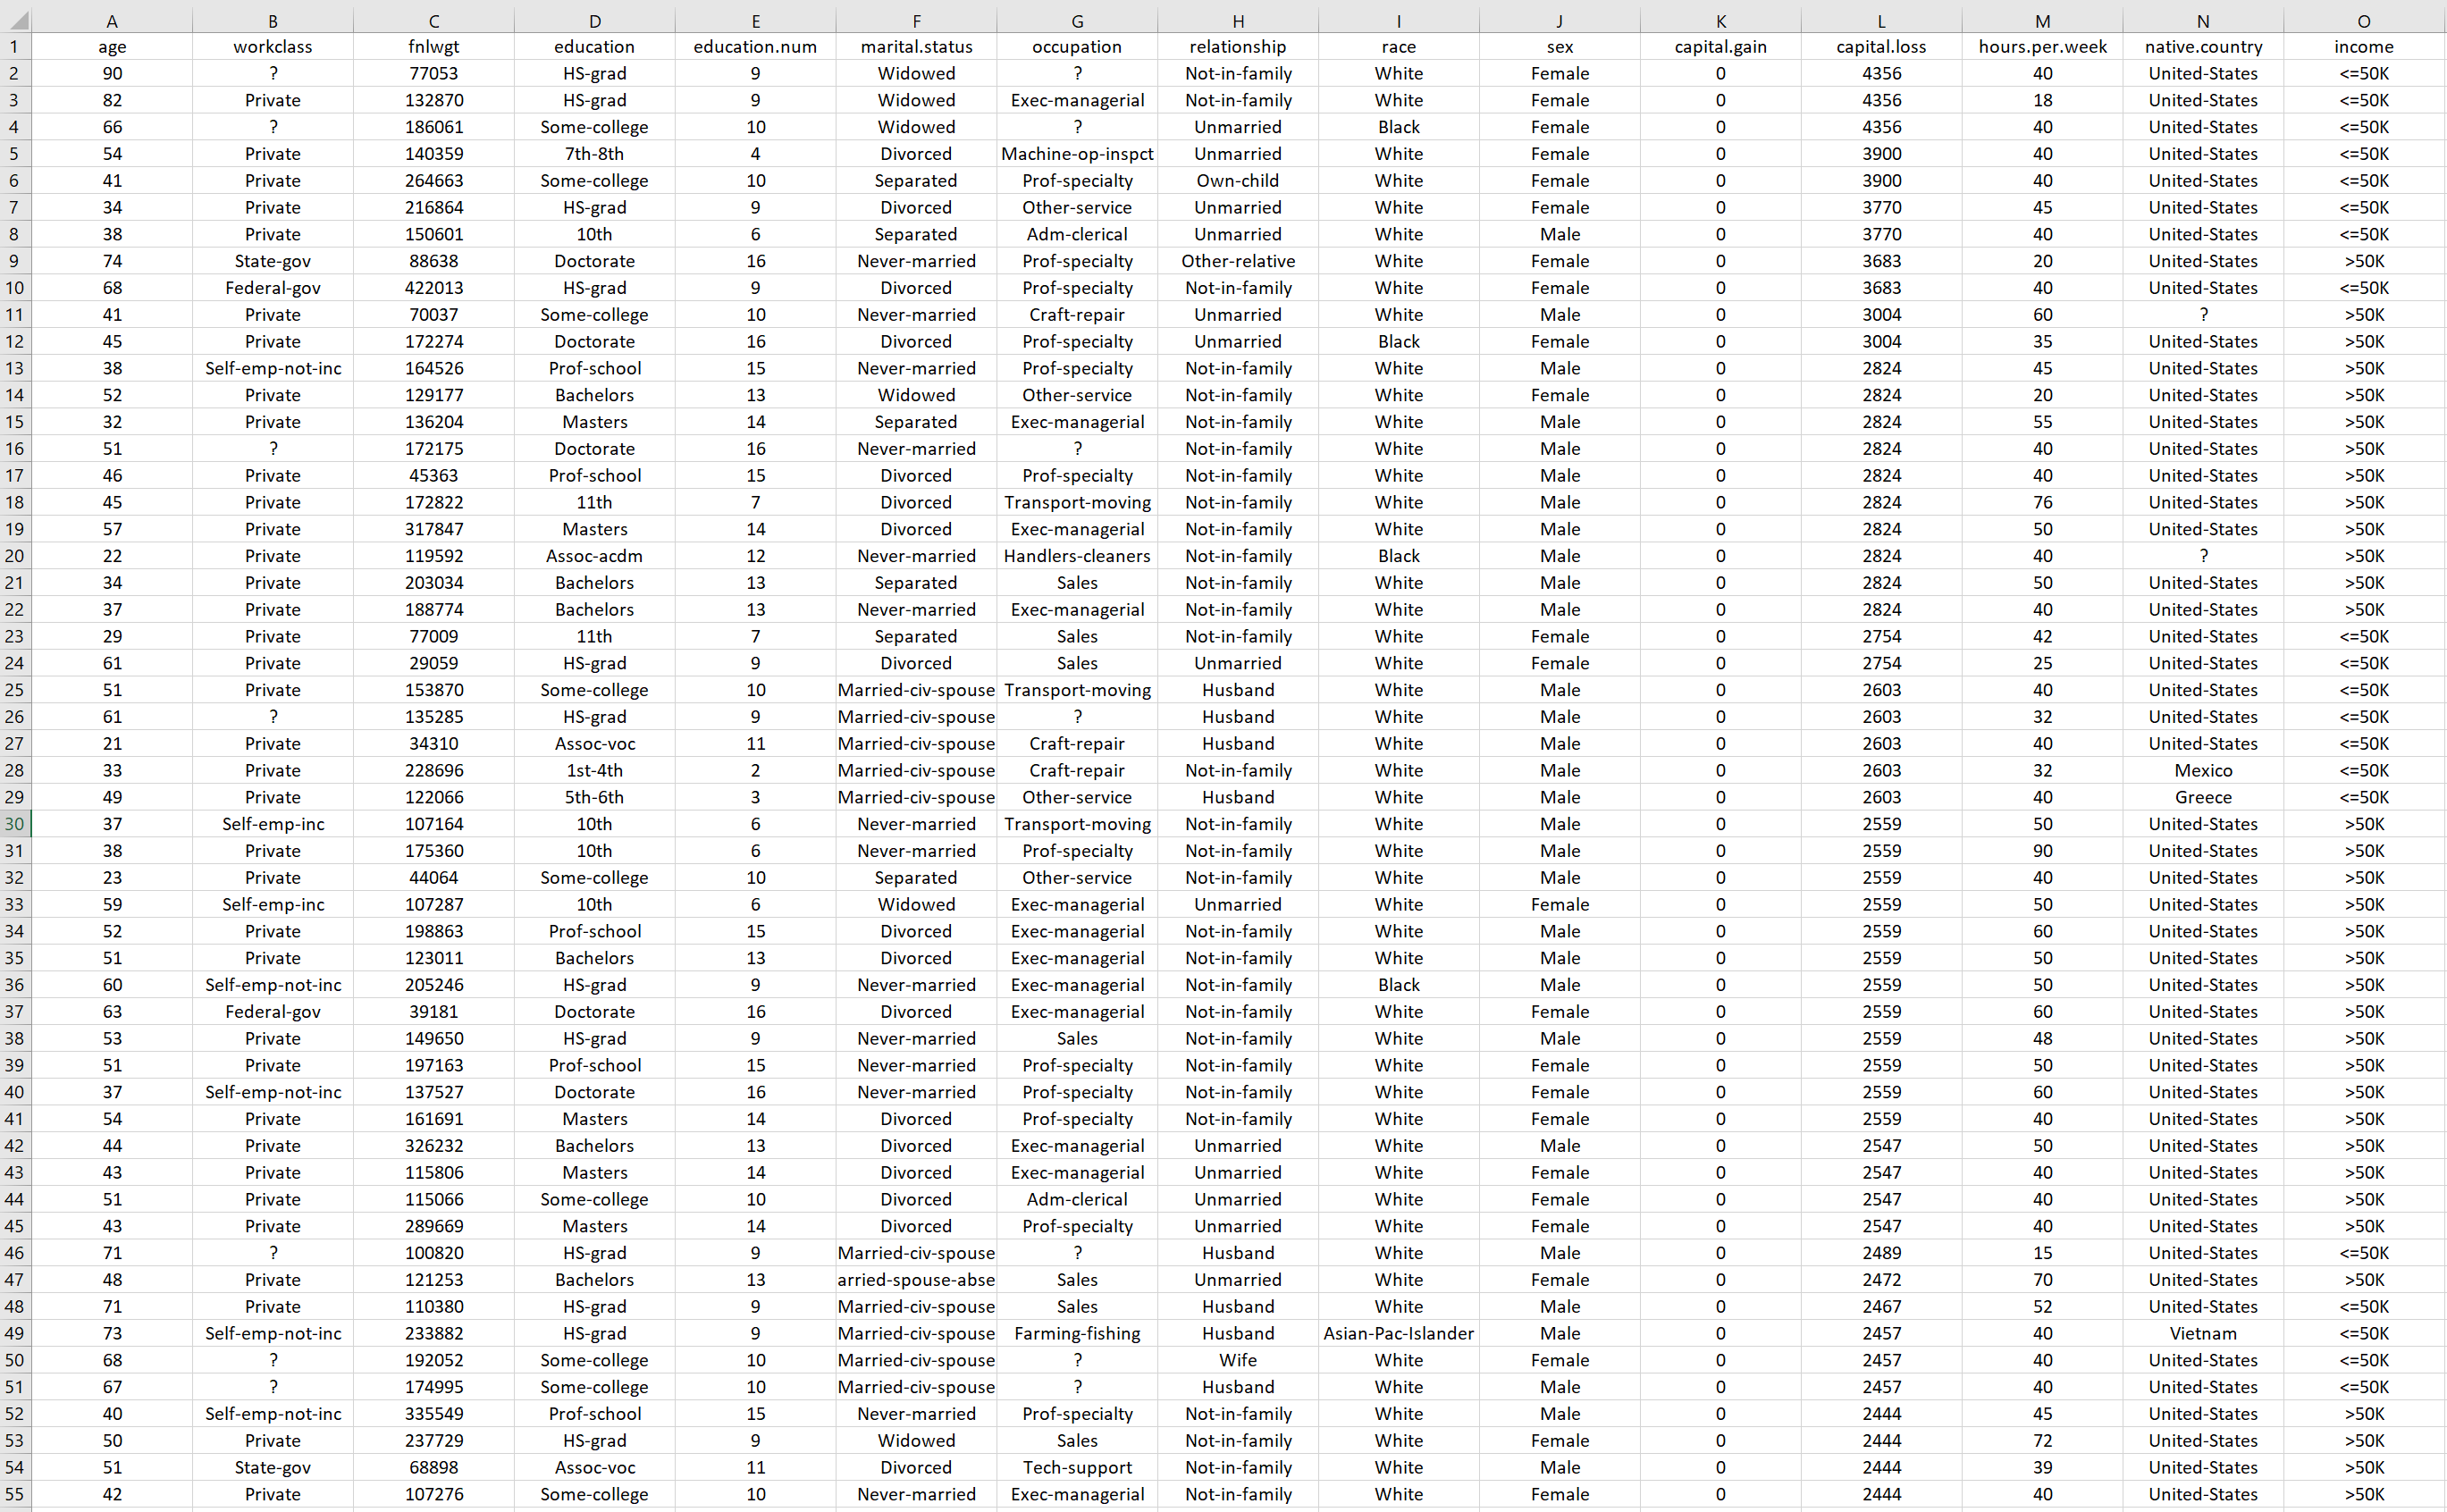 A B C D E F G H I J K L M N O
1 age workclass fnlwgt education education.num marital.status occupation relationship race sex capital.gain capital.loss hours.per.week native.country income
2 90 ? 77053 HS-grad 9 Widowed ? Not-in-family White Female 0 4356 40 United-States <=50K
3 82 Private 132870 HS-grad 9 Widowed Exec-managerial Not-in-family White Female 0 4356 18 United-States <=50K
4 66 ? 186061 Some-college 10 Widowed ? Unmarried Black Female 0 4356 40 United-States <=50K
5 54 Private 140359 7th-8th 4 Divorced Machine-op-inspct Unmarried White Female 0 3900 40 United-States <=50K
6 41 Private 264663 Some-college 10 Separated Prof-specialty Own-child White Female 0 3900 40 United-States <=50K
7 34 Private 216864 HS-grad 9 Divorced Other-service Unmarried White Female 0 3770 45 United-States <=50K
8 38 Private 150601 10th 6 Separated Adm-clerical Unmarried White Male 0 3770 40 United-States <=50K
9 74 State-gov 88638 Doctorate 16 Never-married Prof-specialty Other-relative White Female 0 3683 20 United-States >50K
10 68 Federal-gov 422013 HS-grad 9 Divorced Prof-specialty Not-in-family White Female 0 3683 40 United-States <=50K
11 41 Private 70037 Some-college 10 Never-married Craft-repair Unmarried White Male 0 3004 60 ? >50K
12 45 Private 172274 Doctorate 16 Divorced Prof-specialty Unmarried Black Female 0 3004 35 United-States >50K
13 38 Self-emp-not-inc 164526 Prof-school 15 Never-married Prof-specialty Not-in-family White Male 0 2824 45 United-States >50K
14 52 Private 129177 Bachelors 13 Widowed Other-service Not-in-family White Female 0 2824 20 United-States >50K
15 32 Private 136204 Masters 14 Separated Exec-managerial Not-in-family White Male 0 2824 55 United-States >50K
16 51 ? 172175 Doctorate 16 Never-married ? Not-in-family White Male 0 2824 40 United-States >50K
17 46 Private 45363 Prof-school 15 Divorced Prof-specialty Not-in-family White Male 0 2824 40 United-States >50K
18 45 Private 172822 11th 7 Divorced Transport-moving Not-in-family White Male 0 2824 76 United-States >50K
19 57 Private 317847 Masters 14 Divorced Exec-managerial Not-in-family White Male 0 2824 50 United-States >50K
20 22 Private 119592 Assoc-acdm 12 Never-married Handlers-cleaners Not-in-family Black Male 0 2824 40 ? >50K
21 34 Private 203034 Bachelors 13 Separated Sales Not-in-family White Male 0 2824 50 United-States >50K
22 37 Private 188774 Bachelors 13 Never-married Exec-managerial Not-in-family White Male 0 2824 40 United-States >50K
23 29 Private 77009 11th 7 Separated Sales Not-in-family White Female 0 2754 42 United-States <=50K
24 61 Private 29059 HS-grad 9 Divorced Sales Unmarried White Female 0 2754 25 United-States <=50K
25 51 Private 153870 Some-college 10 Married-civ-spouse Transport-moving Husband White Male 0 2603 40 United-States <=50K
26 61 ? 135285 HS-grad 9 Married-civ-spouse ? Husband White Male 0 2603 32 United-States <=50K
27 21 Private 34310 Assoc-voc 11 Married-civ-spouse Craft-repair Husband White Male 0 2603 40 United-States <=50K
28 33 Private 228696 1st-4th 2 Married-civ-spouse Craft-repair Not-in-family White Male 0 2603 32 Mexico <=50K
29 49 Private 122066 5th-6th 3 Married-civ-spouse Other-service Husband White Male 0 2603 40 Greece <=50K
30 37 Self-emp-inc 107164 10th 6 Never-married Transport-moving Not-in-family White Male 0 2559 50 United-States >50K
31 38 Private 175360 10th 6 Never-married Prof-specialty Not-in-family White Male 0 2559 90 United-States >50K
32 23 Private 44064 Some-college 10 Separated Other-service Not-in-family White Male 0 2559 40 United-States >50K
33 59 Self-emp-inc 107287 10th 6 Widowed Exec-managerial Unmarried White Female 0 2559 50 United-States >50K
34 52 Private 198863 Prof-school 15 Divorced Exec-managerial Not-in-family White Male 0 2559 60 United-States >50K
35 51 Private 123011 Bachelors 13 Divorced Exec-managerial Not-in-family White Male 0 2559 50 United-States >50K
36 60 Self-emp-not-inc 205246 HS-grad 9 Never-married Exec-managerial Not-in-family Black Male 0 2559 50 United-States >50K
37 63 Federal-gov 39181 Doctorate 16 Divorced Exec-managerial Not-in-family White Female 0 2559 60 United-States >50K
38 53 Private 149650 HS-grad 9 Never-married Sales Not-in-family White Male 0 2559 48 United-States >50K
39 51 Private 197163 Prof-school 15 Never-married Prof-specialty Not-in-family White Female 0 2559 50 United-States >50K
40 37 Self-emp-not-inc 137527 Doctorate 16 Never-married Prof-specialty Not-in-family White Female 0 2559 60 United-States >50K
41 54 Private 161691 Masters 14 Divorced Prof-specialty Not-in-family White Female 0 2559 40 United-States >50K
42 44 Private 326232 Bachelors 13 Divorced Exec-managerial Unmarried White Male 0 2547 50 United-States >50K
43 43 Private 115806 Masters 14 Divorced Exec-managerial Unmarried White Female 0 2547 40 United-States >50K
44 51 Private 115066 Some-college 10 Divorced Adm-clerical Unmarried White Female 0 2547 40 United-States >50K
45 43 Private 289669 Masters 14 Divorced Prof-specialty Unmarried White Female 0 2547 40 United-States >50K
46 71 ? 100820 HS-grad 9 Married-civ-spouse ? Husband White Male 0 2489 15 United-States <=50K
47 48 Private 121253 Bachelors 13 arried-spouse-abse Sales Unmarried White Female 0 2472 70 United-States >50K
48 71 Private 110380 HS-grad 9 Married-civ-spouse Sales Husband White Male 0 2467 52 United-States <=50K
49 73 Self-emp-not-inc 233882 HS-grad 9 Married-civ-spouse Farming-fishing Husband Asian-Pac-Islander Male 0 2457 40 Vietnam <=50K
50 68 ? 192052 Some-college 10 Married-civ-spouse ? Wife White Female 0 2457 40 United-States <=50K
51 67 ? 174995 Some-college 10 Married-civ-spouse ? Husband White Male 0 2457 40 United-States <=50K
52 40 Self-emp-not-inc 335549 Prof-school 15 Never-married Prof-specialty Not-in-family White Male 0 2444 45 United-States >50K
53 50 Private 237729 HS-grad 9 Widowed Sales Not-in-family White Female 0 2444 72 United-States >50K
54 51 State-gov 68898 Assoc-voc 11 Divorced Tech-support Not-in-family White Male 0 2444 39 United-States >50K
55 42 Private 107276 Some-college 10 Never-married Exec-managerial Not-in-family White Female 0 2444 40 United-States >50K